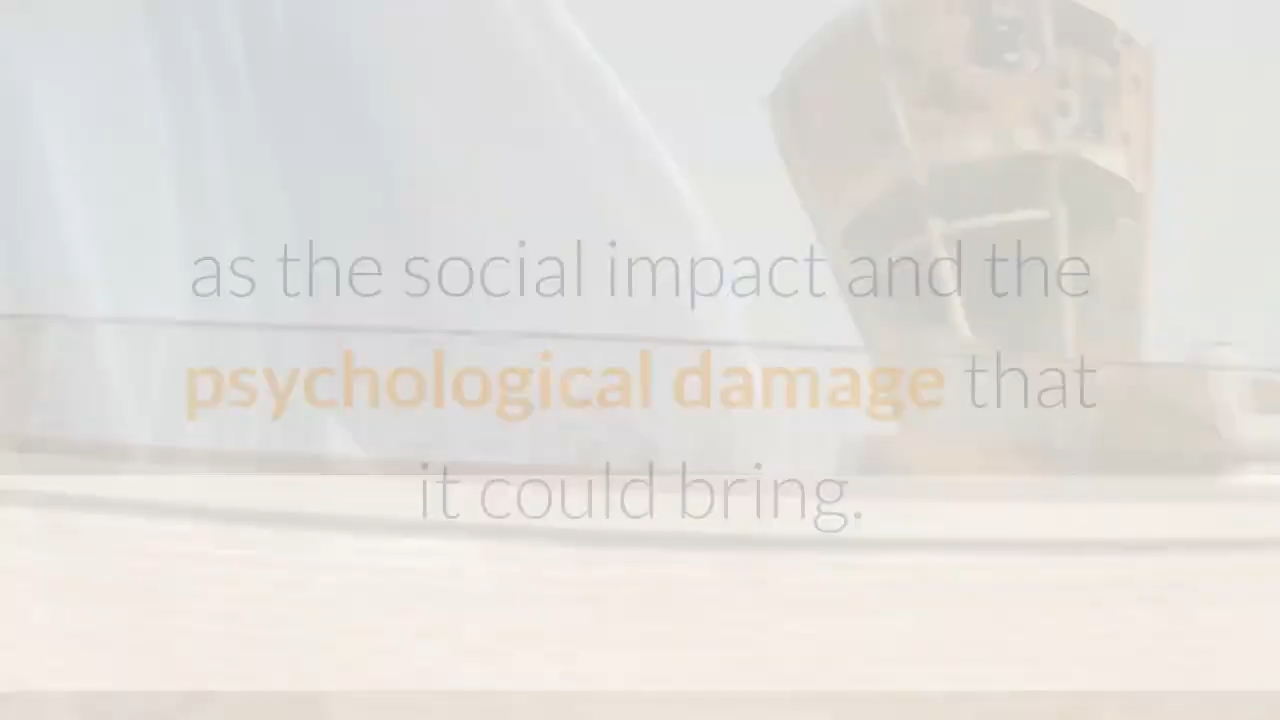 as the social impact and the
psychological damage that
it could bring.